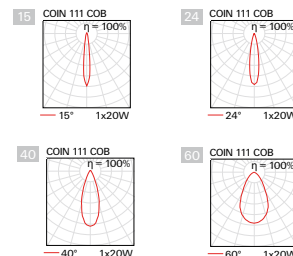 15 COIN 111 COB
η = 100%
15° 1x20W
24 COIN 111 COB
η = 100%
24° 1x20W
40 COIN 111 COB
η = 100%
40° 1x20W
60 COIN 111 COB
η = 100%
60° 1x20W